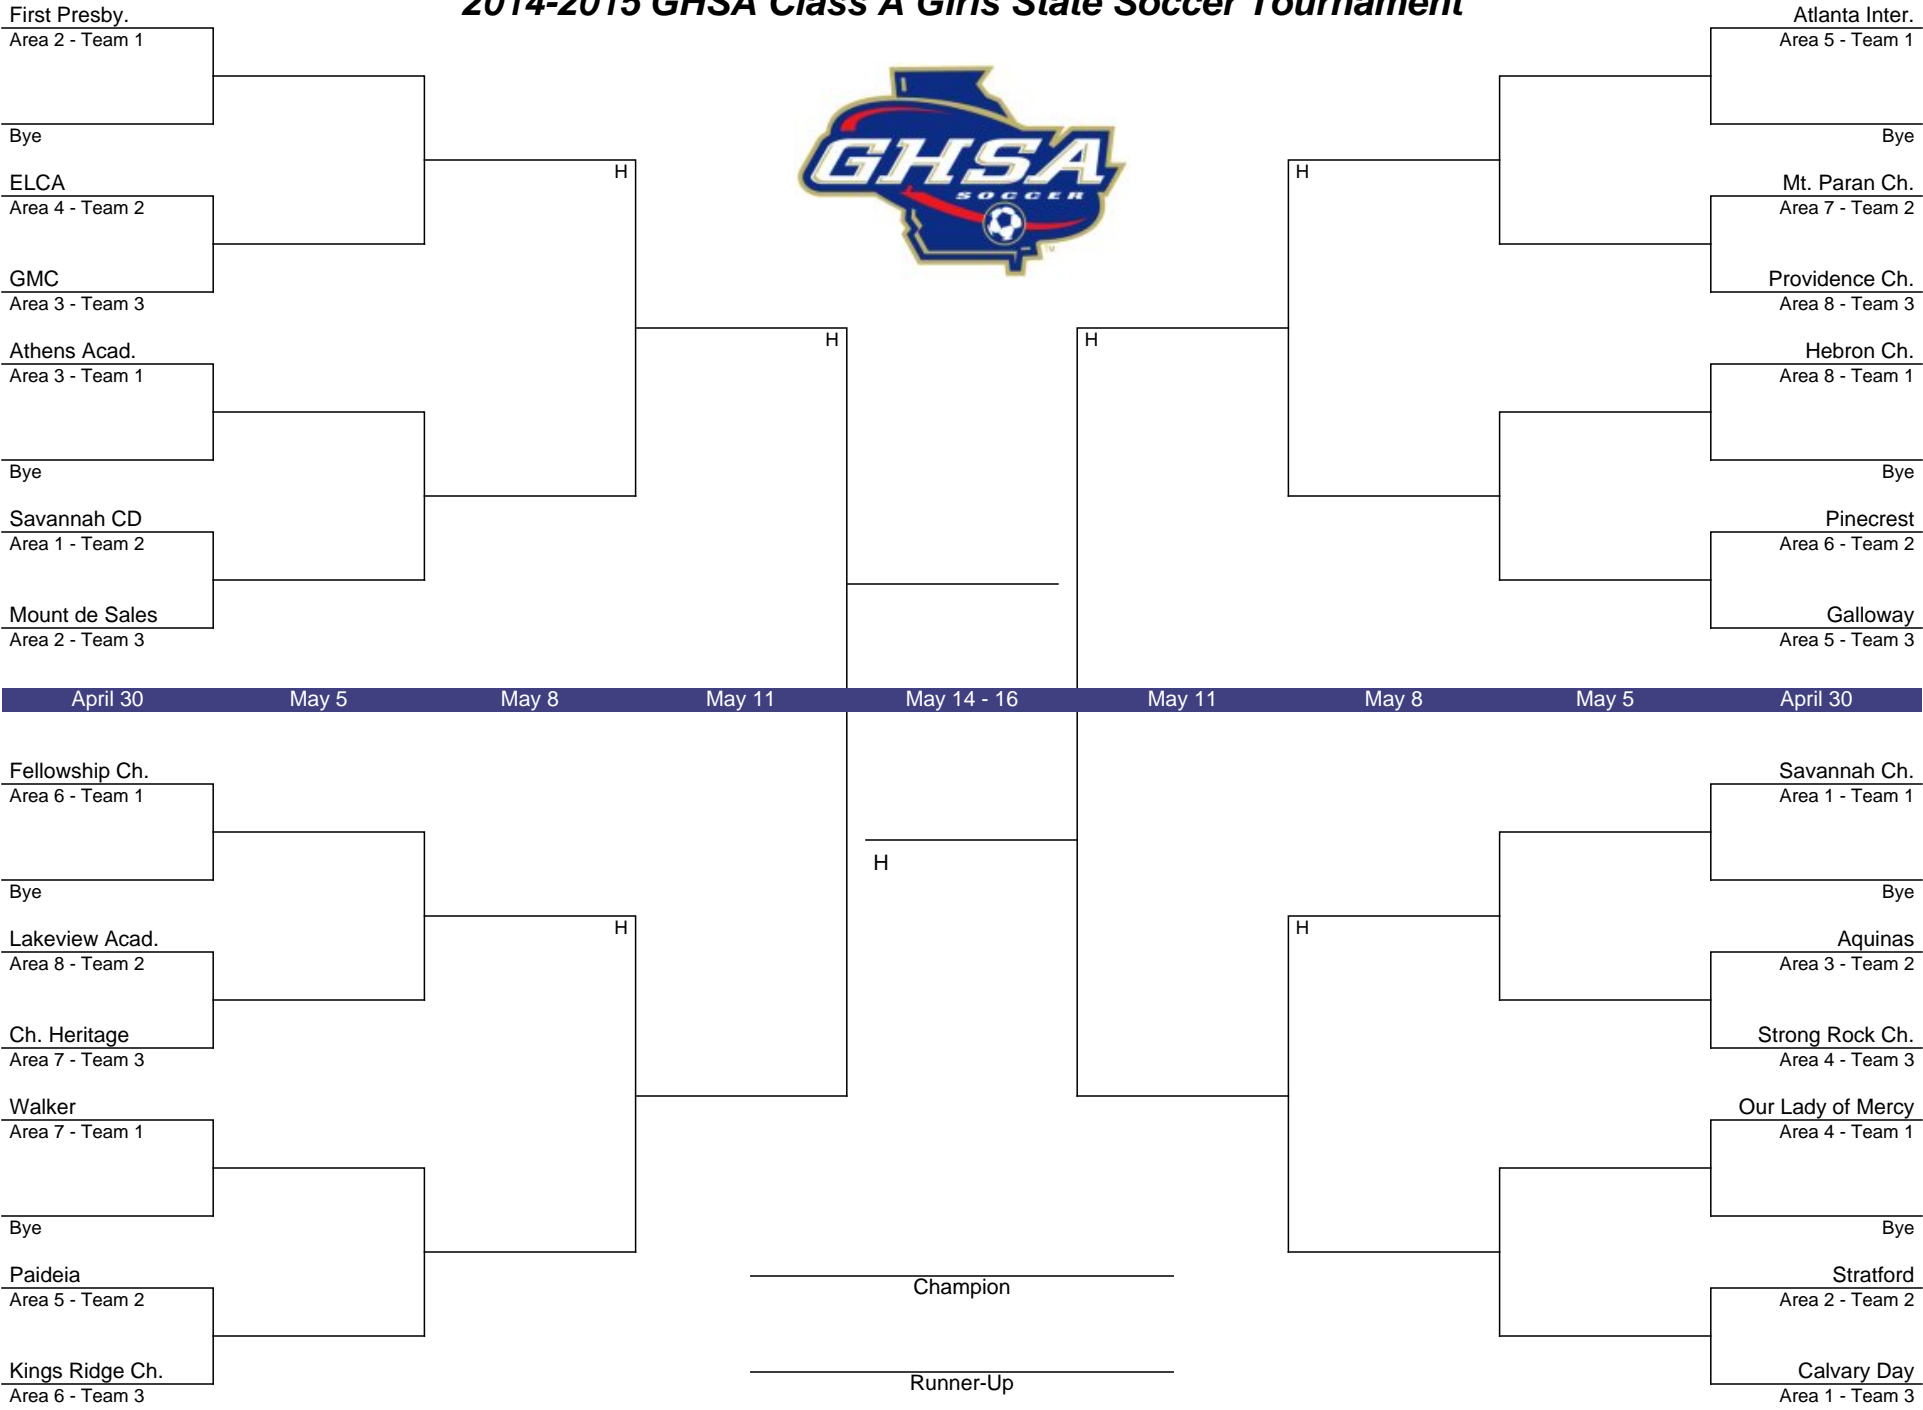 2014-2015 GHSA Class A Girls State Soccer Tournament
First Presby.
Area 2 - Team 1
Bye
ELCA
Area 4 - Team 2
GMC
Area 3 - Team 3
Athens Acad.
Area 3 - Team 1
Bye
Savannah CD
Area 1 - Team 2
Mount de Sales
Area 2 - Team 3
H
H
GHSA
SOCCER
TM
H
H
Atlanta Inter.
Area 5 - Team 1
Bye
Mt. Paran Ch.
Area 7 - Team 2
Providence Ch.
Area 8 - Team 3
Hebron Ch.
Area 8 - Team 1
Bye
Pinecrest
Area 6 - Team 2
Galloway
Area 5 - Team 3
April 30 May 5 May 8 May 11 May 14 - 16 May 11 May 8 May 5 April 30
Fellowship Ch.
Area 6 - Team 1
Bye
Lakeview Acad.
Area 8 - Team 2
Ch. Heritage
Area 7 - Team 3
Walker
Area 7 - Team 1
Bye
Paideia
Area 5 - Team 2
Kings Ridge Ch.
Area 6 - Team 3
H
H
H
Champion
Runner-Up
Savannah Ch.
Area 1 - Team 1
Bye
Aquinas
Area 3 - Team 2
Strong Rock Ch.
Area 4 - Team 3
Our Lady of Mercy
Area 4 - Team 1
Bye
Stratford
Area 2 - Team 2
Calvary Day
Area 1 - Team 3